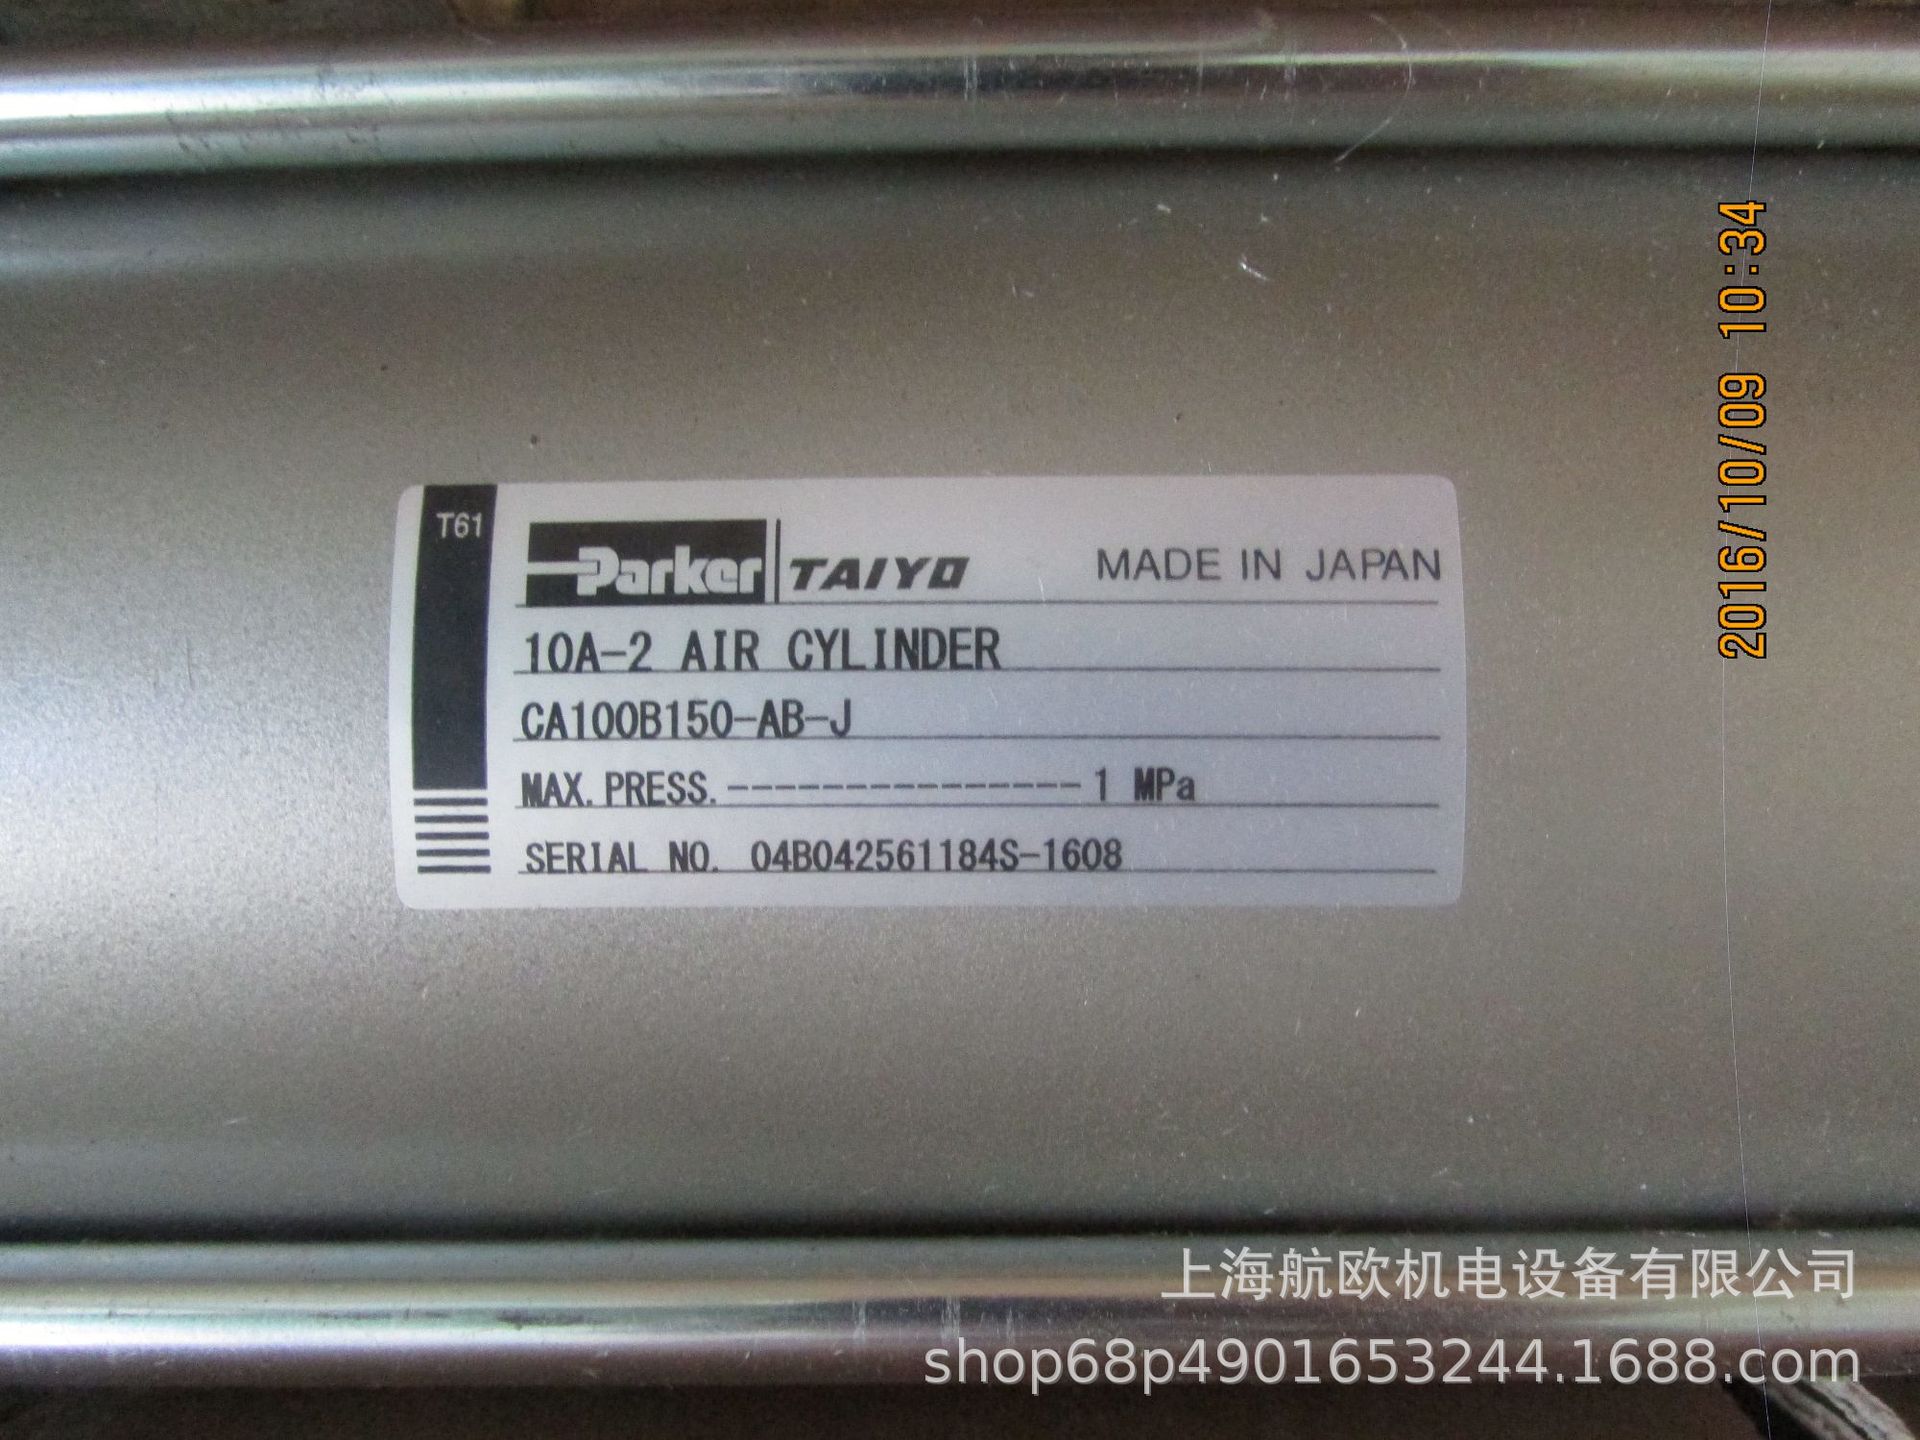 T61
Parker TAIYO MADE IN JAPAN
10A-2 AIR CYLINDER
CA100B150-AB-J
MAX. PRESS. --------------- 1 MPa
SERIAL NO. 04B042561184S-1608
2016/10/09 10:34
上海航欧机电设备有限公司
shop68p4901653244.1688.com